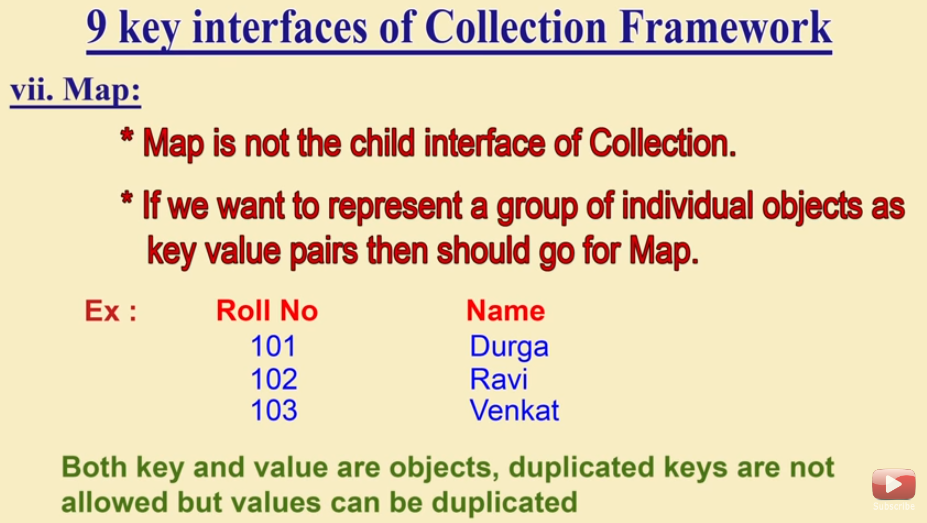 9 key interfaces of Collection Framework
vii. Map:
* Map is not the child interface of Collection.
* If we want to represent a group of individual objects as
key value pairs then should go for Map.
Ex : Roll No Name
101 Durga
102 Ravi
103 Venkat
Both key and value are objects, duplicated keys are not
allowed but values can be duplicated
Subscribe